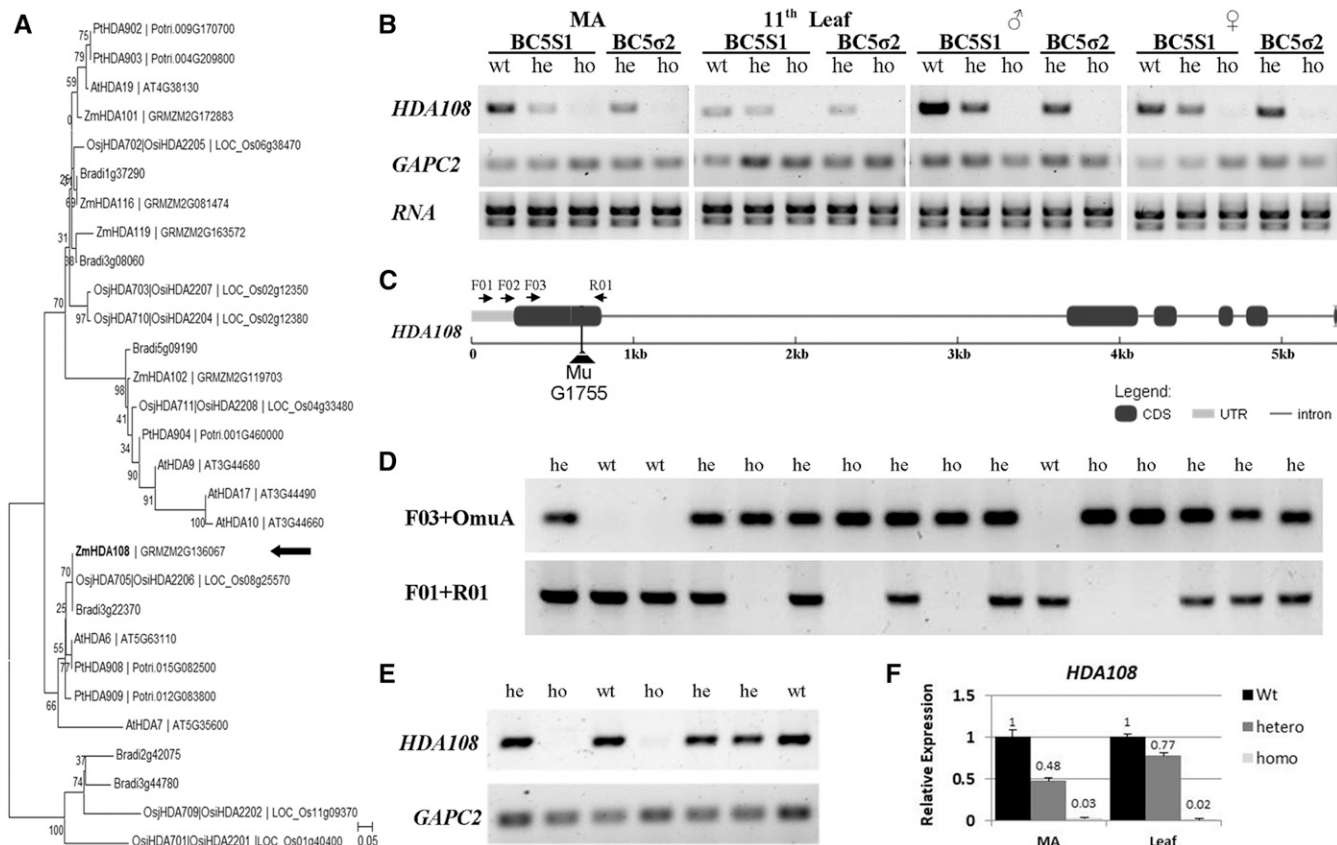 A
PtHDA902 | Potri.009G170700
75
PtHDA903 | Potri.004G209800
79
AtHDA19 | AT4G38130
59
ZmHDA101 | GRMZM2G172883
0
OsjHDA702|OsiHDA2205 | LOC_Os06g38470
Bradi1g37290
26
ZmHDA116 | GRMZM2G081474
69
ZmHDA119 | GRMZM2G163572
31
Bradi3g08060
38
OsjHDA703|OsiHDA2207 | LOC_Os02g12350
70
OsjHDA710|OsiHDA2204 | LOC_Os02g12380
97
Bradi5g09190
ZmHDA102 | GRMZM2G119703
98
OsjHDA711|OsiHDA2208 | LOC_Os04g33480
41
PtHDA904 | Potri.001G460000
34
AtHDA9 | AT3G44680
90
AtHDA17 | AT3G44490
91
AtHDA10 | AT3G44660
100
ZmHDA108 | GRMZM2G136067
70
OsjHDA705|OsiHDA2206 | LOC_Os08g25570
25
Bradi3g22370
AtHDA6 | AT5G63110
55
PtHDA908 | Potri.015G082500
77
PtHDA909 | Potri.012G083800
66
AtHDA7 | AT5G35600
Bradi2g42075
37
Bradi3g44780
74
OsjHDA709|OsiHDA2202 | LOC_Os11g09370
100
OsjHDA701|OsiHDA2201 |LOC_Os01g40400
0.05
B
MA 11th Leaf ♂ ♀
BC5S1 BC5σ2 BC5S1 BC5σ2 BC5S1 BC5σ2 BC5S1 BC5σ2
wt he ho he ho wt he ho he ho wt he ho he ho wt he ho he ho
HDA108
GAPC2
RNA
C
F01 F02 F03 R01
HDA108
0 1kb 2kb 3kb 4kb 5kb
Mu
G1755
Legend:
CDS UTR intron
D
he wt wt he ho he ho he ho he wt ho ho he he he
F03+OmuA
F01+R01
E
he ho wt ho he he wt
HDA108
GAPC2
F
HDA108
Relative Expression
1.5
1
0.5
0
1 0.48 0.03
1 0.77 0.02
MA Leaf
Wt
hetero
homo